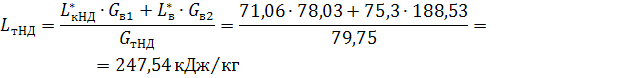 L_тНД = (L*_кНД · G_в1 + L*_в · G_в2) / G_тНД = (71,06 · 78,03 + 75,3 · 188,53) / 79,75 =
= 247,54 кДж/кг